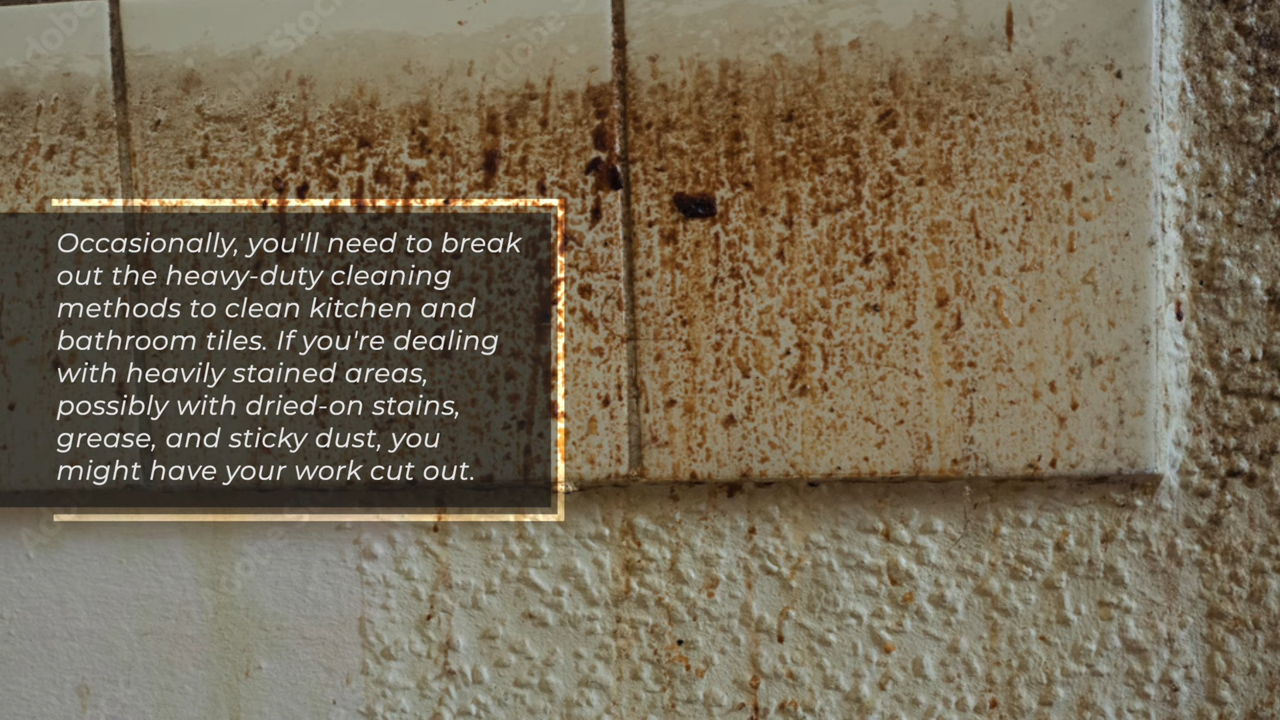 Occasionally, you'll need to break
out the heavy-duty cleaning
methods to clean kitchen and
bathroom tiles. If you're dealing
with heavily stained areas,
possibly with dried-on stains,
grease, and sticky dust, you
might have your work cut out.